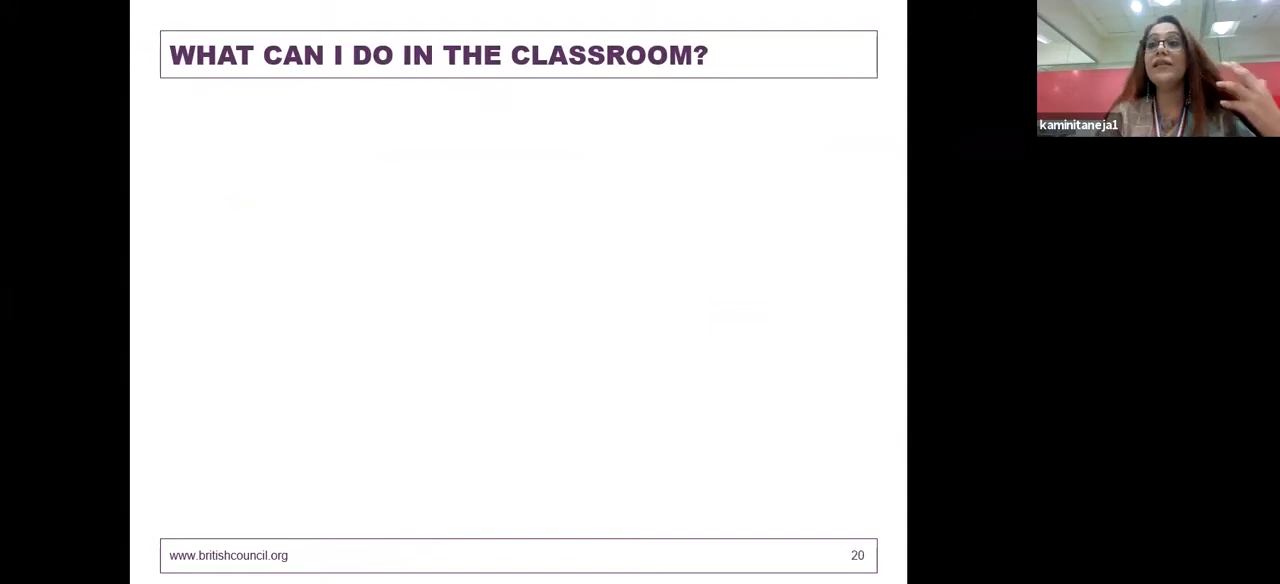 WHAT CAN I DO IN THE CLASSROOM?
kaminitaneja1
www.britishcouncil.org
20